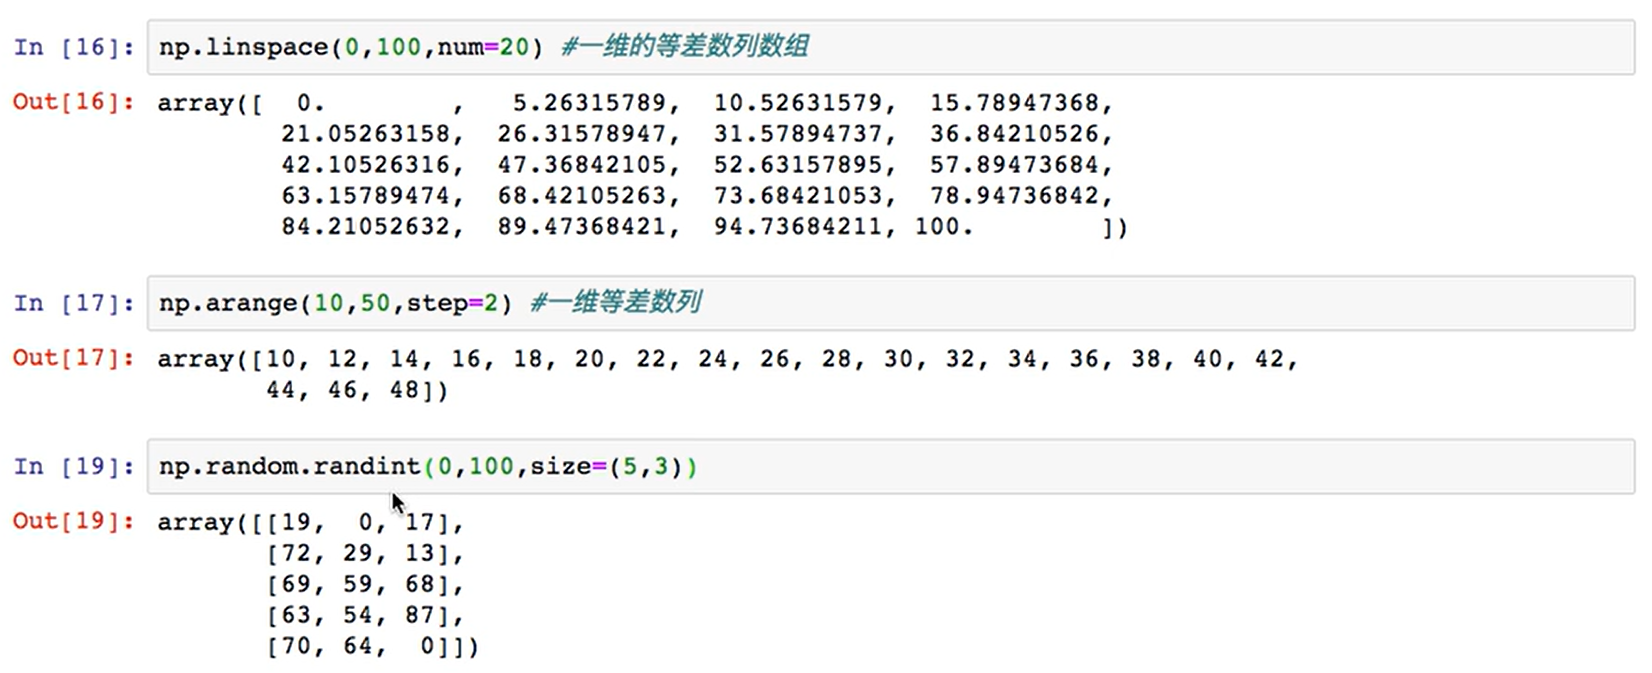 In [16]: np.linspace(0,100,num=20) #一维的等差数列数组
Out[16]: array([  0.        ,   5.26315789,  10.52631579,  15.78947368,
        21.05263158,  26.31578947,  31.57894737,  36.84210526,
        42.10526316,  47.36842105,  52.63157895,  57.89473684,
        63.15789474,  68.42105263,  73.68421053,  78.94736842,
        84.21052632,  89.47368421,  94.73684211, 100.        ])
In [17]: np.arange(10,50,step=2) #一维等差数列
Out[17]: array([10, 12, 14, 16, 18, 20, 22, 24, 26, 28, 30, 32, 34, 36, 38, 40, 42,
       44, 46, 48])
In [19]: np.random.randint(0,100,size=(5,3))
Out[19]: array([[19,  0, 17],
       [72, 29, 13],
       [69, 59, 68],
       [63, 54, 87],
       [70, 64,  0]])